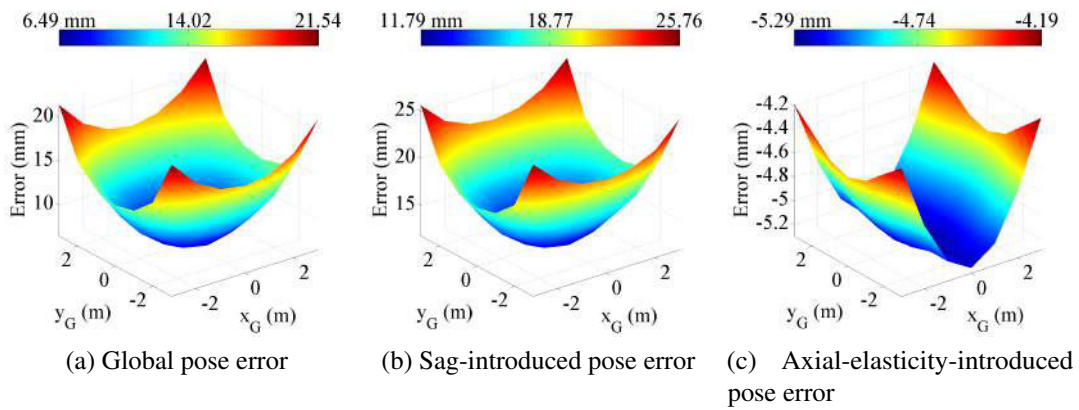 6.49 mm 14.02 21.54
Error (mm)
20
15
10
2
0
-2
y_G (m)
-2
0
2
x_G (m)
(a) Global pose error
11.79 mm 18.77 25.76
Error (mm)
25
20
15
2
0
-2
y_G (m)
-2
0
2
x_G (m)
(b) Sag-introduced pose error
-5.29 mm -4.74 -4.19
Error (mm)
-4.2
-4.4
-4.6
-4.8
-5
-5.2
2
0
-2
y_G (m)
-2
0
2
x_G (m)
(c) Axial-elasticity-introduced
pose error